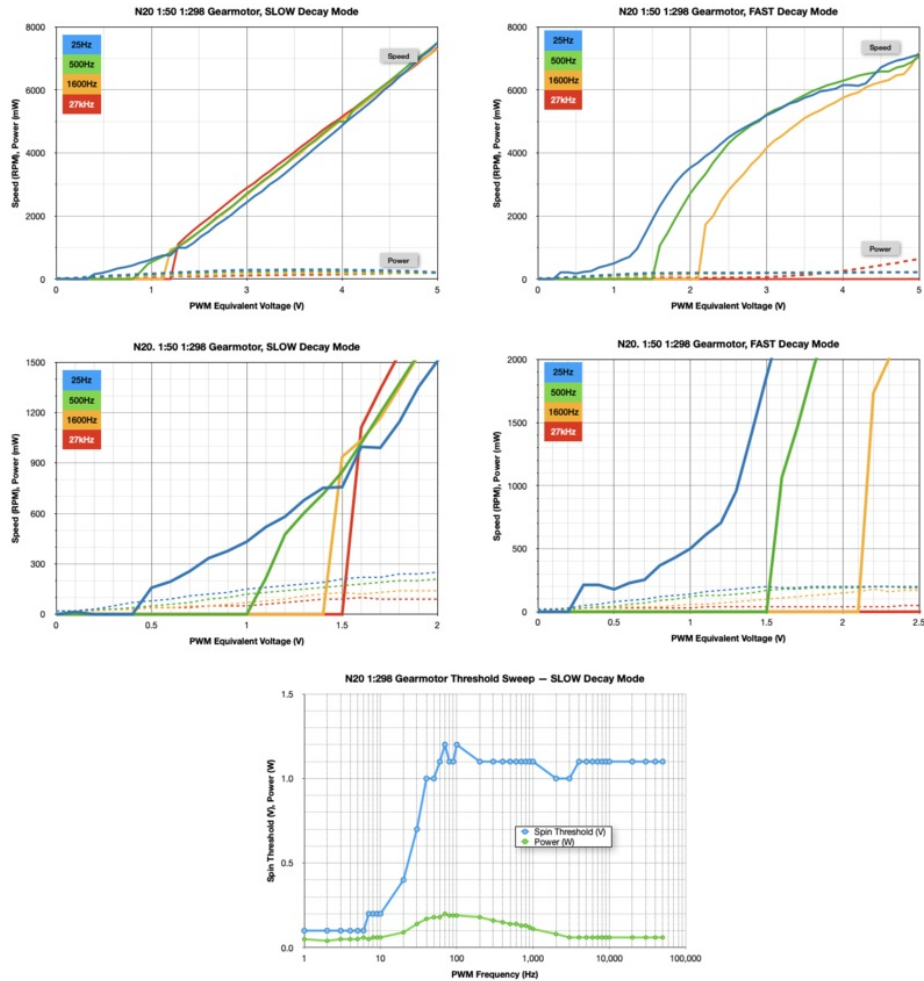 N20 1:50 1:298 Gearmotor, SLOW Decay Mode
8000
6000
4000
2000
0
Speed (RPM), Power (mW)
25Hz
500Hz
1600Hz
27kHz
Speed
Power
0
1
3
4
5
PWM Equivalent Voltage (V)
N20 1:50 1:298 Gearmotor, FAST Decay Mode
8000
6000
4000
2000
0
Speed (RPM), Power (mW)
25Hz
500Hz
1600Hz
27kHz
Speed
Power
0
1
2
3
4
5
PWM Equivalent Voltage (V)
N20. 1:50 1:298 Gearmotor, SLOW Decay Mode
1500
1200
900
600
300
0
Speed (RPM), Power (mW)
25Hz
500Hz
1600Hz
27kHz
0
0.5
1.0
1.5
2
PWM Equivalent Voltage (V)
N20. 1:50 1:298 Gearmotor, FAST Decay Mode
2000
1500
1000
500
0
Speed (RPM), Power (mW)
25Hz
500Hz
1600Hz
27kHz
0
0.5
1
1.5
2
2.5
PWM Equivalent Voltage (V)
N20 1:298 Gearmotor Threshold Sweep — SLOW Decay Mode
1.5
1.0
0.5
0.0
Spin Threshold (V), Power (W)
Spin Threshold (V)
Power (W)
1
10
100
1,000
10,000
100,000
PWM Frequency (Hz)